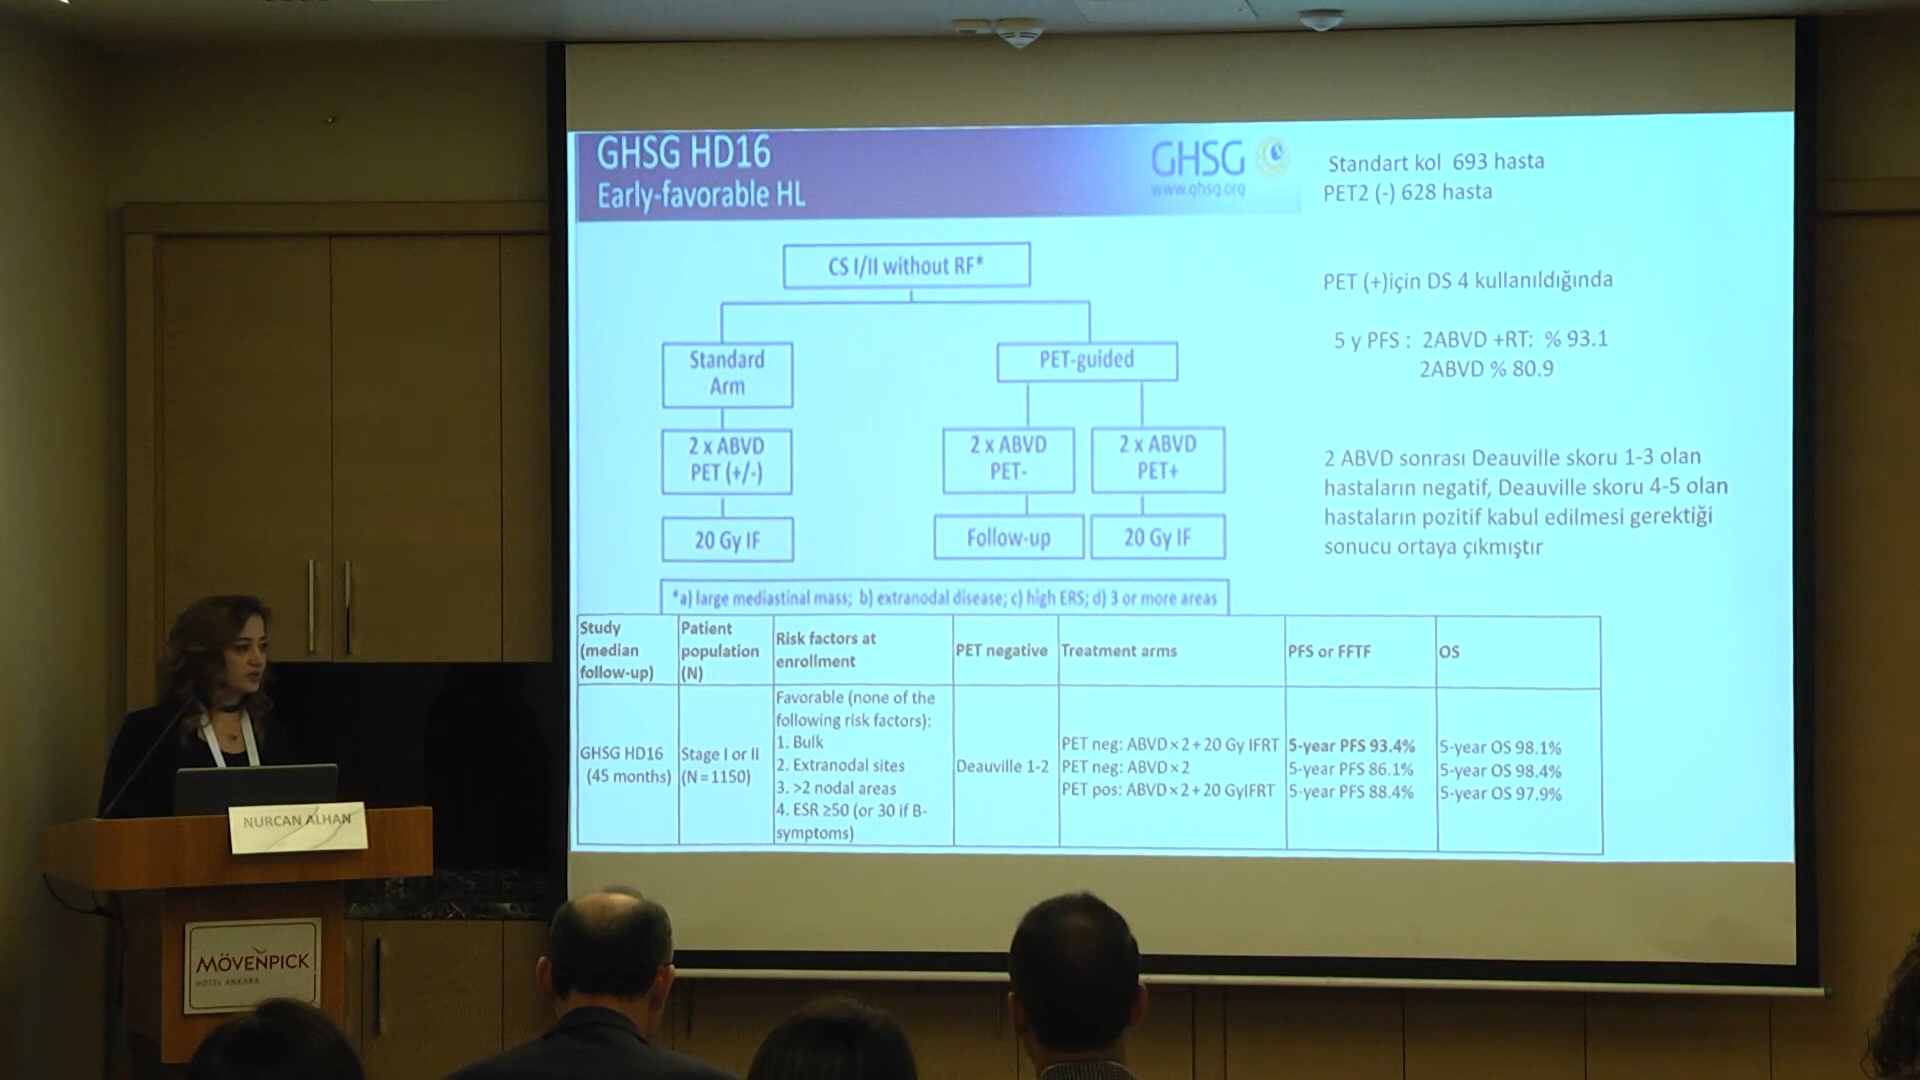 GHSG HD16
Early-favorable HL
GHSG
www.ghsg.org
CS I/II without RF*
Standard
Arm
PET-guided
2 x ABVD
PET (+/-)
2 x ABVD
PET-
2 x ABVD
PET+
20 Gy IF
Follow-up
20 Gy IF
*a) large mediastinal mass; b) extranodal disease; c) high ERS; d) 3 or more areas
Standart kol 693 hasta
PET2 (-) 628 hasta
PET (+)için DS 4 kullanıldığında
5 y PFS : 2ABVD +RT: % 93.1
2ABVD % 80.9
2 ABVD sonrası Deauville skoru 1-3 olan
hastaların negatif, Deauville skoru 4-5 olan
hastaların pozitif kabul edilmesi gerektiği
sonucu ortaya çıkmıştır
Study
(median
follow-up)
Patient
population
(N)
Risk factors at
enrollment
PET negative
Treatment arms
PFS or FFTF
OS
GHSG HD16
(45 months)
Stage I or II
(N = 1150)
Favorable (none of the
following risk factors):
1. Bulk
2. Extranodal sites
3. >2 nodal areas
4. ESR ≥50 (or 30 if B-
symptoms)
Deauville 1-2
PET neg: ABVD × 2 + 20 Gy IFRT
PET neg: ABVD × 2
PET pos: ABVD × 2 + 20 GyIFRT
5-year PFS 93.4%
5-year PFS 86.1%
5-year PFS 88.4%
5-year OS 98.1%
5-year OS 98.4%
5-year OS 97.9%
NURCAN ALHAN
MÖVENPICK
HOTEL ANKARA